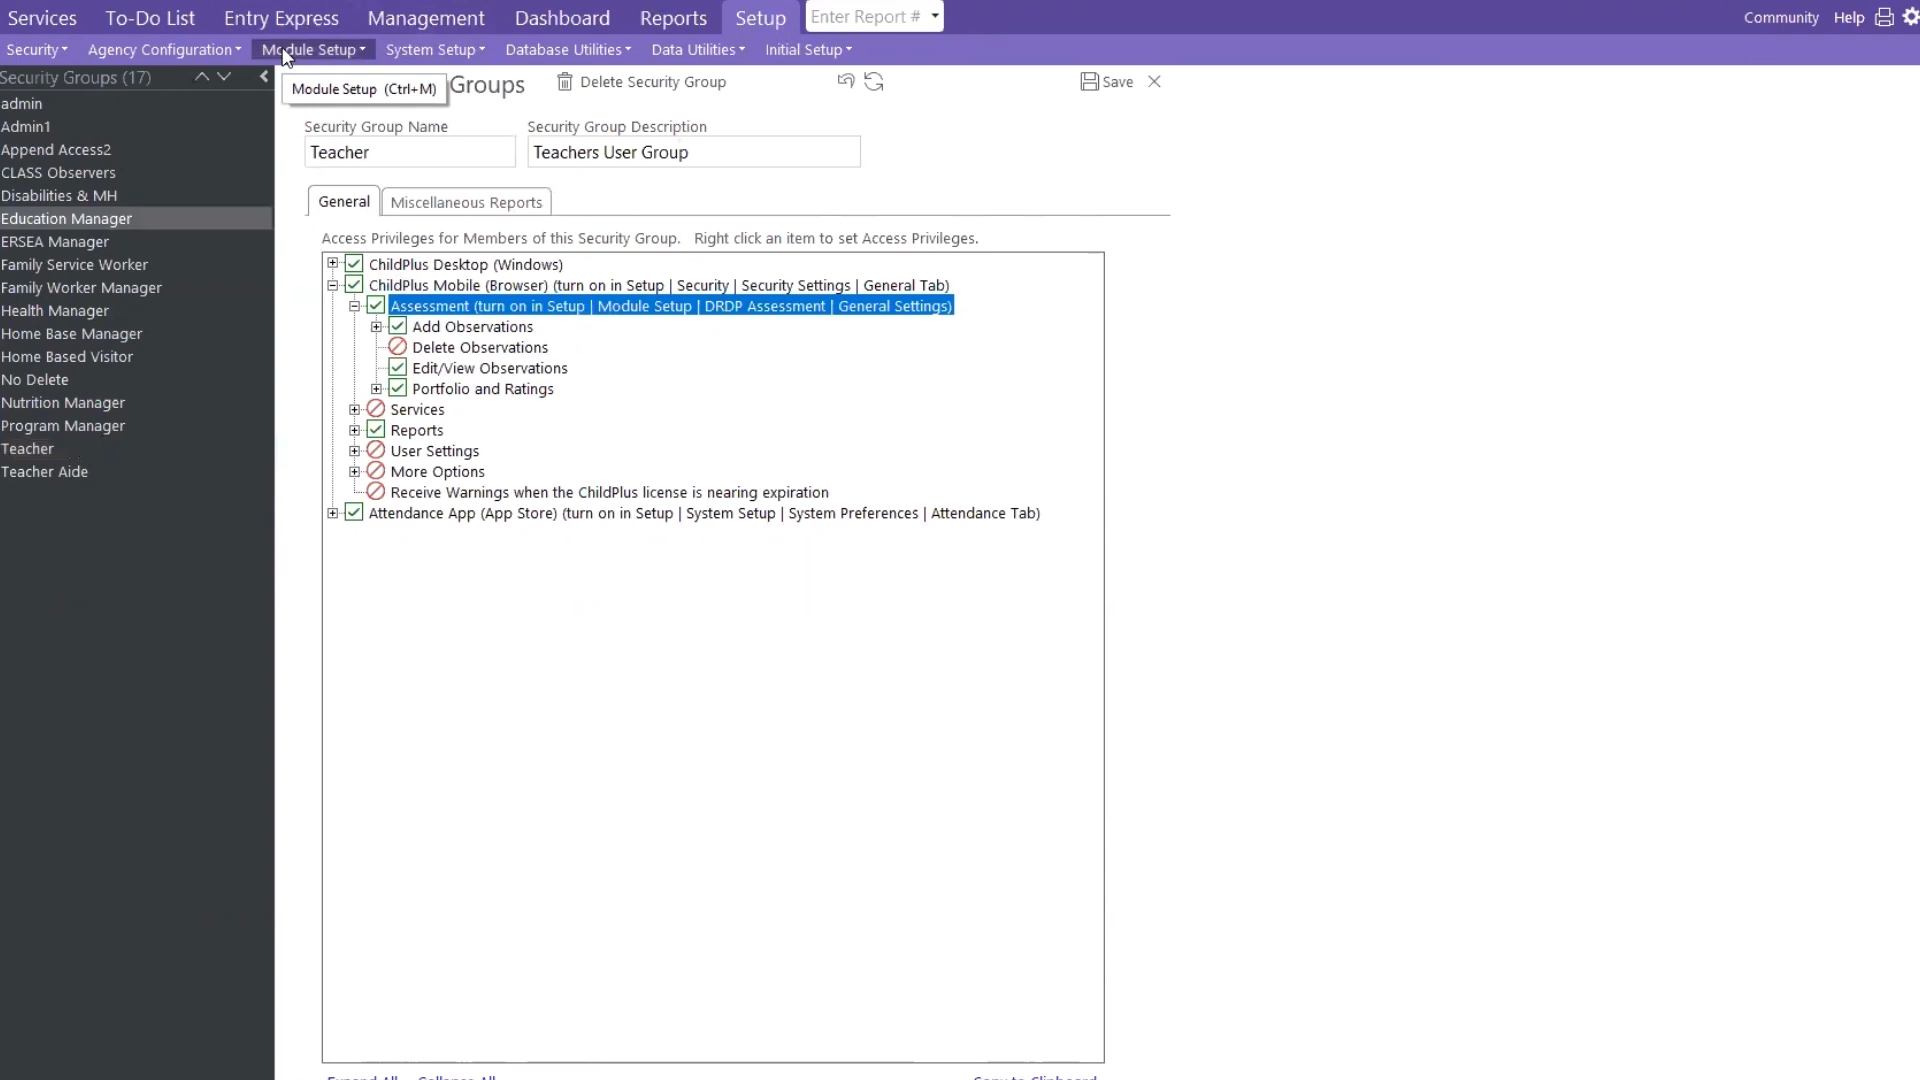 Services To-Do List Entry Express Management Dashboard Reports Setup Enter Report # Community Help
Security Agency Configuration Module Setup System Setup Database Utilities Data Utilities Initial Setup
Security Groups (17)
Module Setup (Ctrl+M)
Groups
Delete Security Group
Save
admin
Admin1
Append Access2
CLASS Observers
Disabilities & MH
Education Manager
ERSEA Manager
Family Service Worker
Family Worker Manager
Health Manager
Home Base Manager
Home Based Visitor
No Delete
Nutrition Manager
Program Manager
Teacher
Teacher Aide
Security Group Name Security Group Description
Teacher Teachers User Group
General Miscellaneous Reports
Access Privileges for Members of this Security Group. Right click an item to set Access Privileges.
ChildPlus Desktop (Windows)
ChildPlus Mobile (Browser) (turn on in Setup | Security | Security Settings | General Tab)
Assessment (turn on in Setup | Module Setup | DRDP Assessment | General Settings)
Add Observations
Delete Observations
Edit/View Observations
Portfolio and Ratings
Services
Reports
User Settings
More Options
Receive Warnings when the ChildPlus license is nearing expiration
Attendance App (App Store) (turn on in Setup | System Setup | System Preferences | Attendance Tab)
Expand All Collapse All Copy to Clipboard